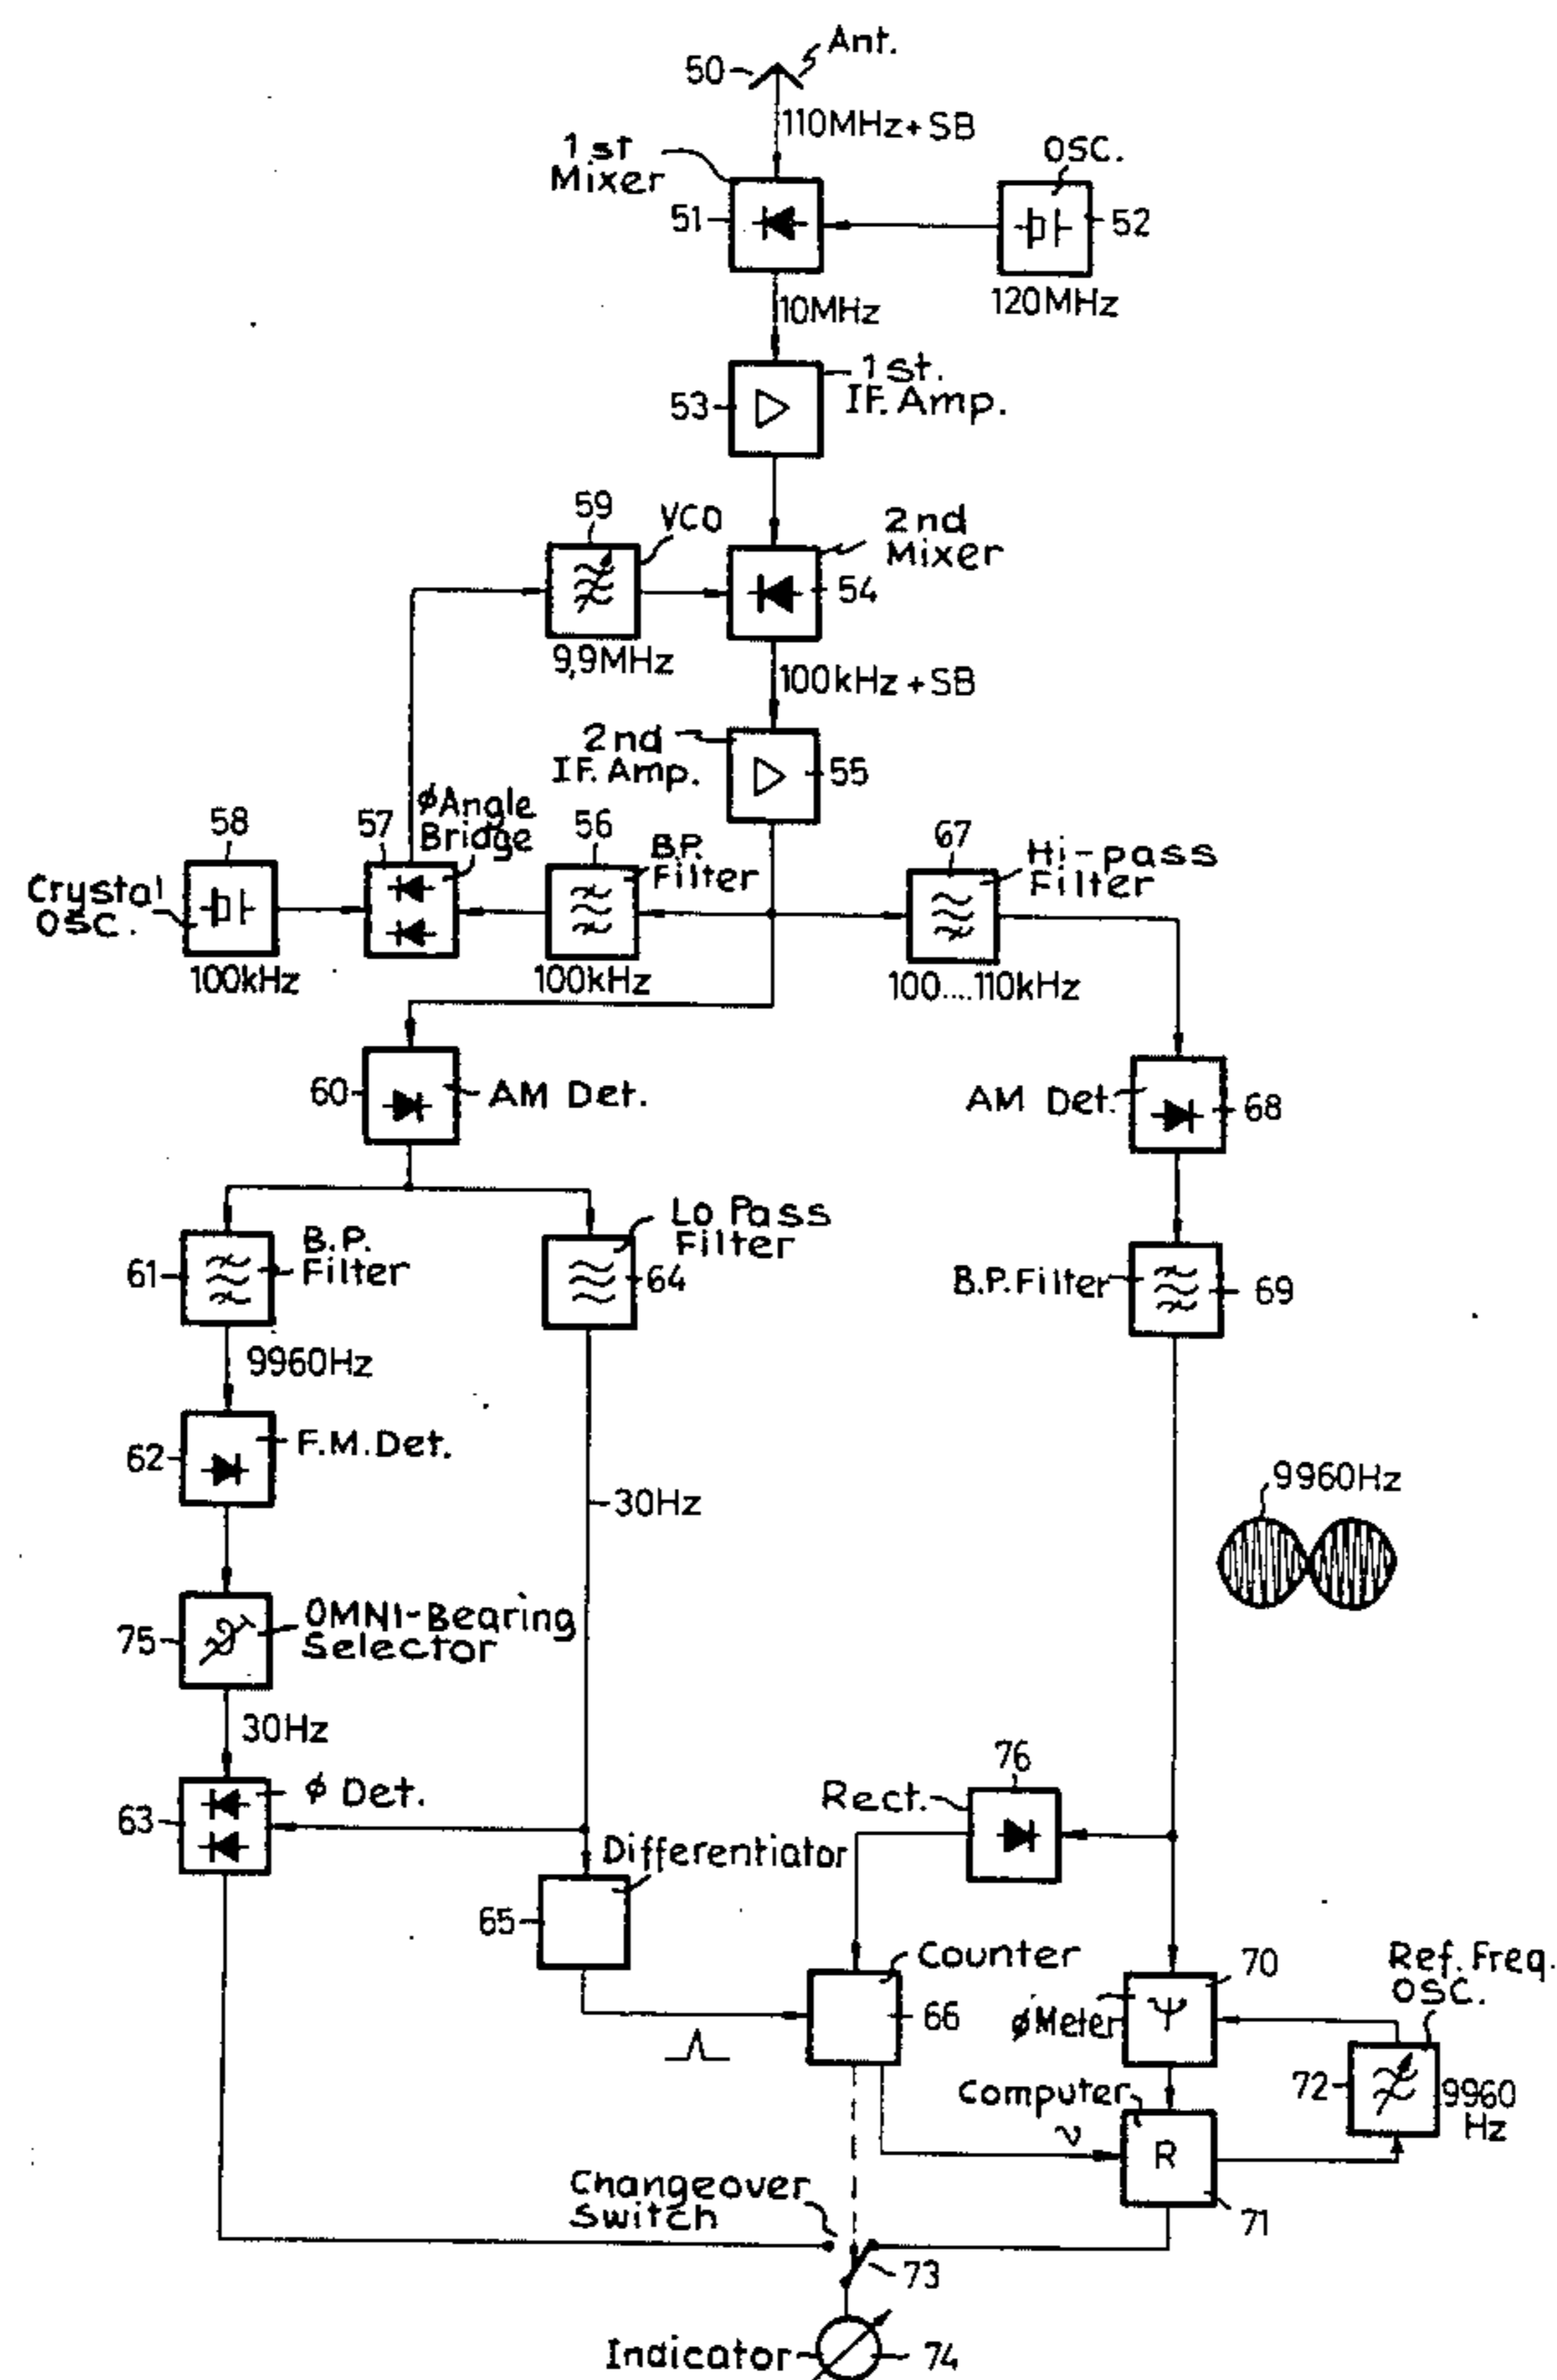 Ant.
50
110MHz+SB
1st
Mixer
OSC.
51
52
120MHz
10MHz
1st.
IF. Amp.
53
59
VCO
2nd
Mixer
54
9,9MHz
100kHz+SB
2nd
IF. Amp.
55
58
57
ϕAngle
Bridge
56
B.P.
Filter
67
Hi-pass
Filter
Crystal
OSC.
100kHz
100kHz
100....110kHz
60
AM Det.
AM Det.
68
Lo Pass
Filter
B.P.
Filter
61
64
B.P. Filter
69
9960Hz
F.M. Det.
62
30Hz
9960Hz
OMNI-Bearing
Selector
75
30Hz
76
Rect.
ϕ Det.
63
Differentiator
65
Counter
70
Ref. Freq.
OSC.
66
ϕMeter
Ψ
Computer
72
9960
Hz
ν
R
Changeover
Switch
71
73
Indicator
74